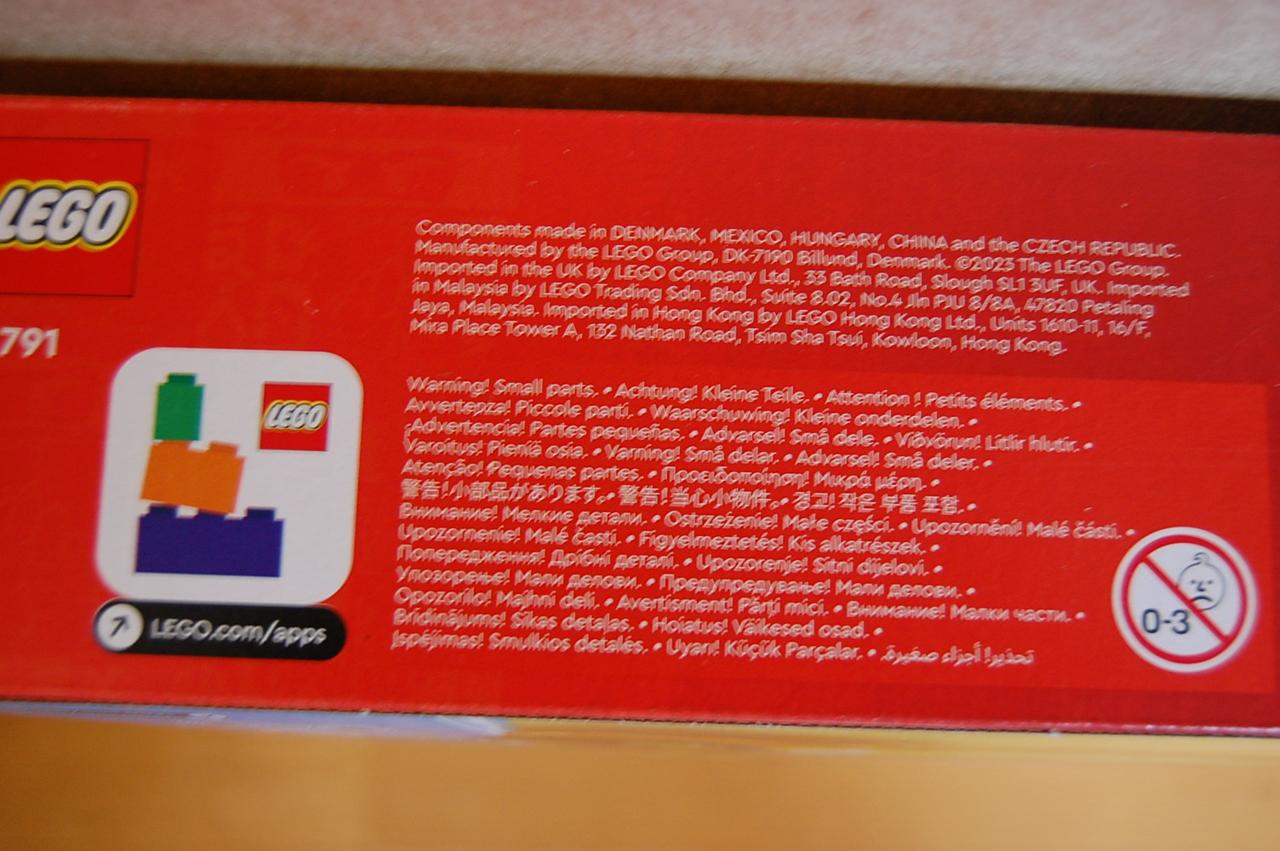 LEGO
791
LEGO
LEGO.com/apps
Components made in DENMARK, MEXICO, HUNGARY, CHINA and the CZECH REPUBLIC.
Manufactured by the LEGO Group, DK-7190 Billund, Denmark. ©2023 The LEGO Group.
Imported in the UK by LEGO Company Ltd., 33 Bath Road, Slough SL1 3UF, UK. Imported
in Malaysia by LEGO Trading Sdn. Bhd., Suite 8.02, No.4 Jln PJU 8/8A, 47820 Petaling
Jaya, Malaysia. Imported in Hong Kong by LEGO Hong Kong Ltd., Units 1610-11, 16/F,
Mira Place Tower A, 132 Nathan Road, Tsim Sha Tsui, Kowloon, Hong Kong.
Warning! Small parts. • Achtung! Kleine Teile. • Attention ! Petits éléments. •
Avvertenza! Piccole parti. • Waarschuwing! Kleine onderdelen. •
¡Advertencia! Partes pequeñas. • Advarsel! Små dele. • Viðvörun! Litlir hlutir. •
Varoitus! Pieniä osia. • Varning! Små delar. • Advarsel! Små deler. •
Atenção! Pequenas partes. • Προειδοποίηση! Μικρά μέρη. •
警告!小部品があります。• 警告!当心小物件。• 경고! 작은 부품 포함. •
Внимание! Мелкие детали. • Ostrzeżenie! Małe części. • Upozornění! Malé části. •
Upozornenie! Malé časti. • Figyelmeztetés! Kis alkatrészek. •
Попередження! Дрібні деталі. • Upozorenje! Sitni dijelovi. •
Упозорење! Мали делови. • Предупредување! Мали делови. •
Opozorilo! Majhni deli. • Avertisment! Părți mici. • Внимание! Малки части. •
Brīdinājums! Sīkas detaļas. • Hoiatus! Väikesed osad. •
Įspėjimas! Smulkios detalės. • Uyarı! Küçük Parçalar. • تحذير! أجزاء صغيرة.
0-3